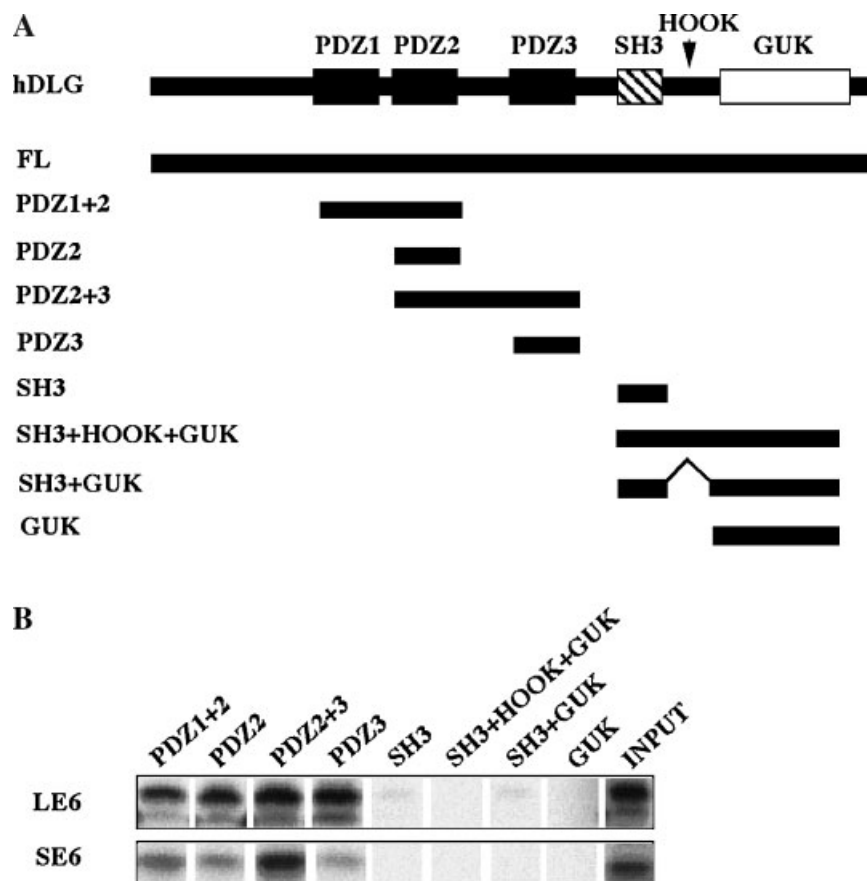 A
HOOK
PDZ1 PDZ2 PDZ3 SH3 GUK
hDLG
FL
PDZ1+2
PDZ2
PDZ2+3
PDZ3
SH3
SH3+HOOK+GUK
SH3+GUK
GUK
B
PDZ1+2 PDZ2 PDZ2+3 PDZ3 SH3 SH3+HOOK+GUK SH3+GUK GUK INPUT
LE6
SE6